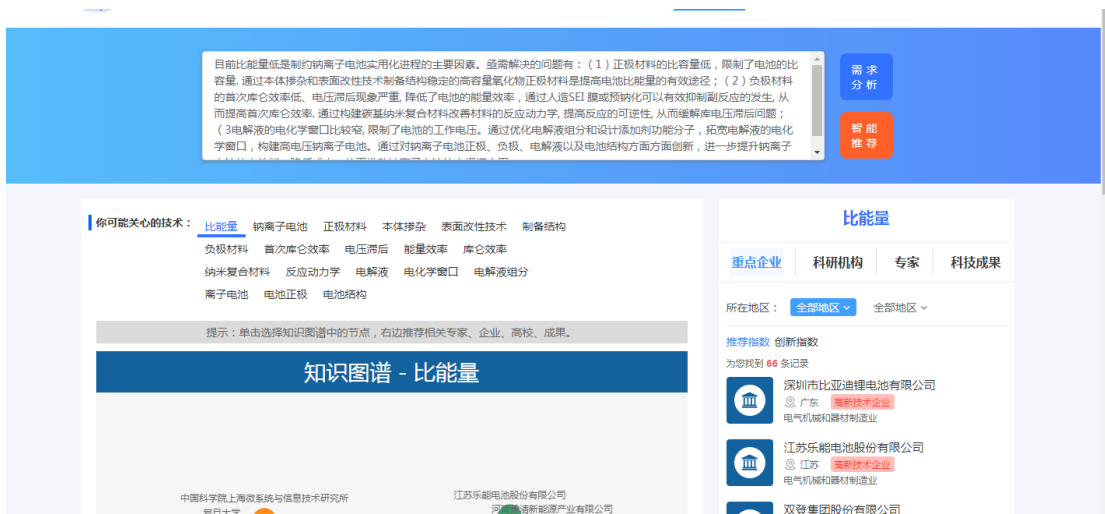 目前比能量低是制约钠离子电池实用化进程的主要因素。亟需解决的问题有：（1）正极材料的比容量低，限制了电池的比
容量. 通过本体掺杂和表面改性技术制备结构稳定的高容量氧化物正极材料是提高电池比能量的有效途径；（2）负极材料
的首次库仑效率低、电压滞后现象严重, 降低了电池的能量效率，通过人造SEI 膜或预钠化可以有效抑制副反应的发生, 从
而提高首次库仑效率. 通过构建碳基纳米复合材料改善材料的反应动力学, 提高反应的可逆性, 从而缓解库电压滞后问题；
（3电解液的电化学窗口比较窄, 限制了电池的工作电压。通过优化电解液组分和设计添加剂功能分子，拓宽电解液的电化
学窗口，构建高电压钠离子电池。通过对钠离子电池正极、负极、电解液以及电池结构方面方面创新，进一步提升钠离子
需 求
分 析
智 能
推 荐
你可能关心的技术：
比能量 钠离子电池 正极材料 本体掺杂 表面改性技术 制备结构
负极材料 首次库仑效率 电压滞后 能量效率 库仑效率
纳米复合材料 反应动力学 电解液 电化学窗口 电解液组分
离子电池 电池正极 电池结构
提示：单击选择知识图谱中的节点，右边推荐相关专家、企业、高校、成果。
知识图谱 - 比能量
中国科学院上海微系统与信息技术研究所
复旦大学
江苏乐能电池股份有限公司
比能量
重点企业 科研机构 专家 科技成果
所在地区： 全部地区 全部地区
推荐指数 创新指数
为您找到 66 条记录
深圳市比亚迪锂电池有限公司
广东 高新技术企业
电气机械和器材制造业
江苏乐能电池股份有限公司
江苏 高新技术企业
电气机械和器材制造业
双登集团股份有限公司